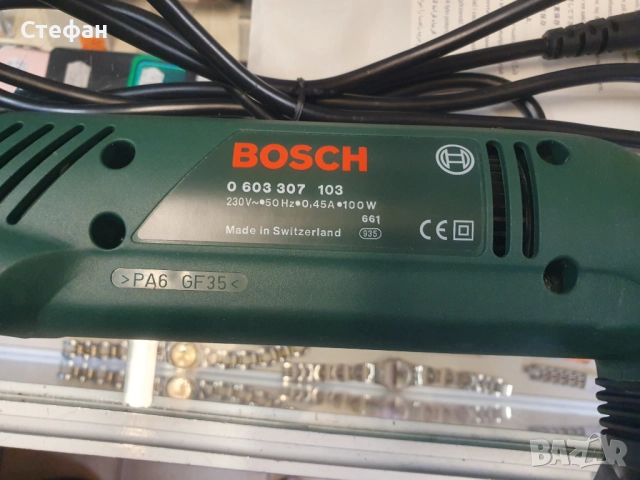 Стефан
BOSCH
0 603 307 103
230V~●50Hz●0,45A●100W
661
Made in Switzerland 935 CE
>PA6 GF35<
BAZAR